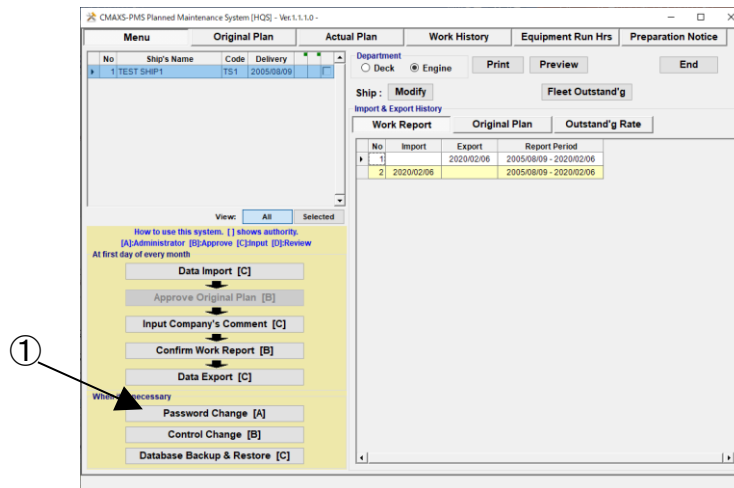 CMAXS-PMS Planned Maintenance System [HQS] - Ver.1.1.1.0 -
Menu Original Plan Actual Plan Work History Equipment Run Hrs Preparation Notice
No Ship's Name Code Delivery
1 TEST SHIP1 TS1 2005/08/09
Department
Deck Engine Print Preview End
Ship : Modify Fleet Outstand'g
Import & Export History
Work Report Original Plan Outstand'g Rate
No Import Export Report Period
1 2020/02/06 2005/08/09 - 2020/02/06
2 2020/02/06 2005/08/09 - 2020/02/06
View: All Selected
How to use this system. [ ] shows authority.
[A]:Administrator [B]:Approve [C]:Input [D]:Review
At first day of every month
Data Import [C]
Approve Original Plan [B]
Input Company's Comment [C]
Confirm Work Report [B]
Data Export [C]
①
When necessary
Password Change [A]
Control Change [B]
Database Backup & Restore [C]